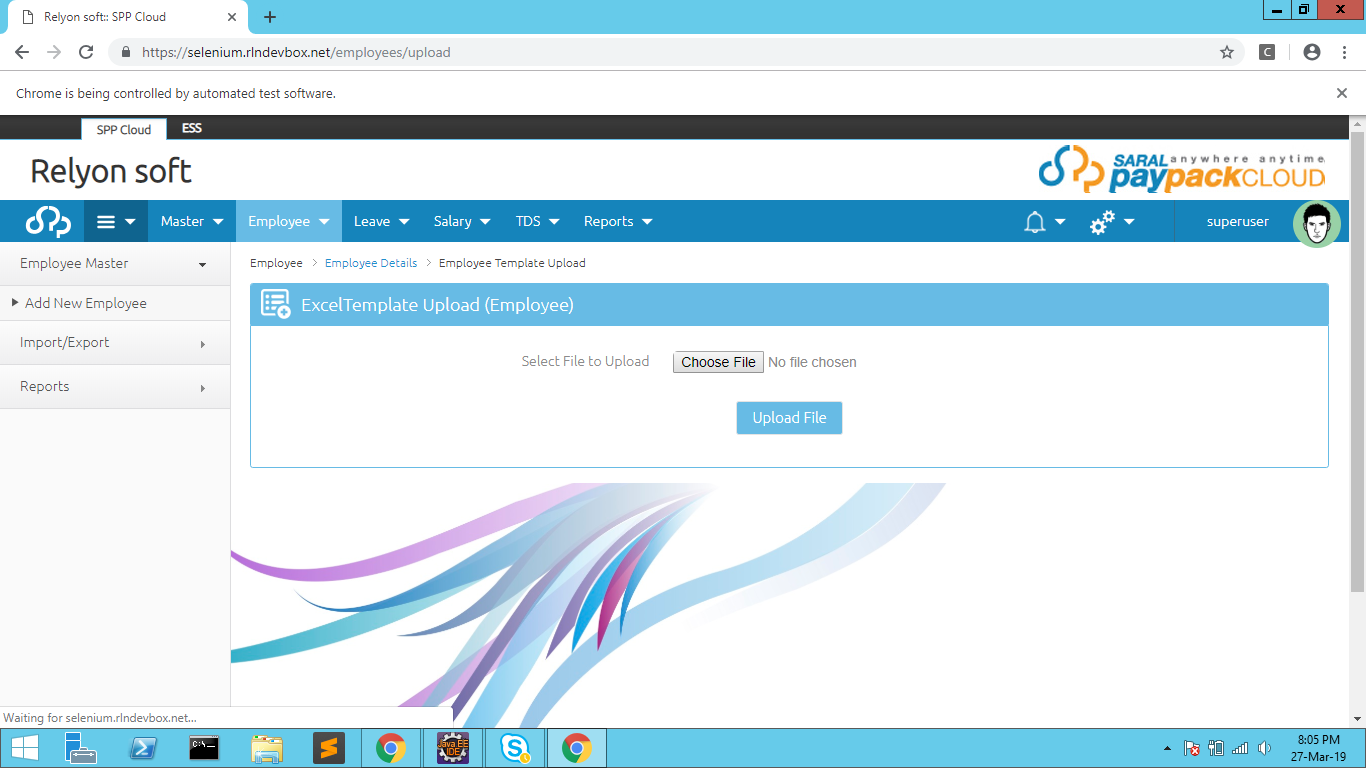 Relyon soft:: SPP Cloud
https://selenium.rlndevbox.net/employees/upload
C
Chrome is being controlled by automated test software.
SPP Cloud ESS
Relyon soft
SARAL anywhere anytime
paypackCLOUD
Master Employee Leave Salary TDS Reports superuser
Employee Master
Employee Employee Details Employee Template Upload
Add New Employee
ExcelTemplate Upload (Employee)
Import/Export
Select File to Upload Choose File No file chosen
Reports
Upload File
Waiting for selenium.rlndevbox.net...
C:\
Java EE
IDE
S
8:05 PM
27-Mar-19